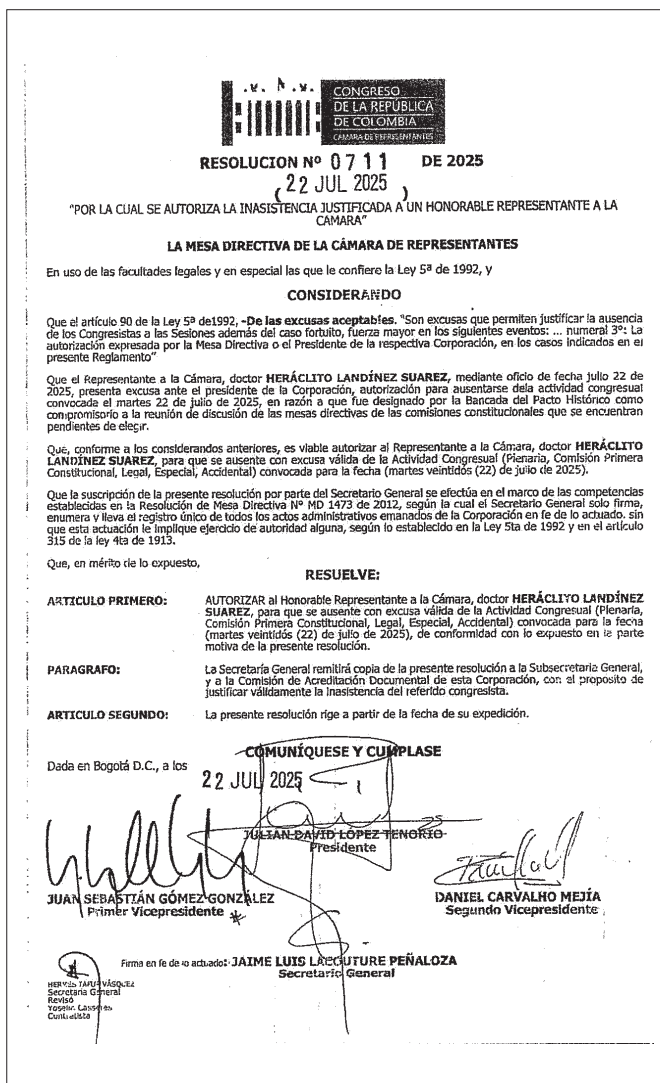 CONGRESO
DE LA REPÚBLICA
DE COLOMBIA
CAMARA DE REPRESENTANTES
RESOLUCION Nº 0711 DE 2025
( 22 JUL 2025 )
"POR LA CUAL SE AUTORIZA LA INASISTENCIA JUSTIFICADA A UN HONORABLE REPRESENTANTE A LA
CAMARA"
LA MESA DIRECTIVA DE LA CÁMARA DE REPRESENTANTES
En uso de las facultades legales y en especial las que le confiere la Ley 5ª de 1992, y
CONSIDERANDO
Que el artículo 90 de la Ley 5ª de1992, -De las excusas aceptables. "Son excusas que permiten justificar la ausencia
de los Congresistas a las Sesiones además del caso fortuito, fuerza mayor en los siguientes eventos: ... numeral 3º: La
autorización expresada por la Mesa Directiva o el Presidente de la respectiva Corporación, en los casos indicados en el
presente Reglamento"
Que el Representante a la Cámara, doctor HERÁCLITO LANDÍNEZ SUAREZ, mediante oficio de fecha julio 22 de
2025, presenta excusa ante el presidente de la Corporación, autorización para ausentarse dela actividad congresual
convocada el martes 22 de julio de 2025, en razón a que fue designado por la Bancada del Pacto Histórico como
compromisorio a la reunión de discusión de las mesas directivas de las comisiones constitucionales que se encuentran
pendientes de elegir.
Que, conforme a los considerandos anteriores, es viable autorizar al Representante a la Cámara, doctor HERÁCLITO
LANDÍNEZ SUAREZ, para que se ausente con excusa válida de la Actividad Congresual (Plenaria, Comisión Primera
Constitucional, Legal, Especial, Accidental) convocada para la fecha (martes veintidós (22) de julio de 2025).
Que la suscripción de la presente resolución por parte del Secretario General se efectúa en el marco de las competencias
establecidas en la Resolución de Mesa Directiva Nº MD 1473 de 2012, según la cual el Secretario General solo firma,
enumera y lleva el registro único de todos los actos administrativos emanados de la Corporación en fe de lo actuado. sin
que esta actuación le implique ejercicio de autoridad alguna, según lo establecido en la Ley 5ta de 1992 y en el artículo
315 de la ley 4ta de 1913.
Que, en mérito de lo expuesto,
RESUELVE:
ARTICULO PRIMERO: AUTORIZAR al Honorable Representante a la Cámara, doctor HERÁCLITO LANDÍNEZ
SUAREZ, para que se ausente con excusa válida de la Actividad Congresual (Plenaria,
Comisión Primera Constitucional, Legal, Especial, Accidental) convocada para la fecha
(martes veintidós (22) de julio de 2025), de conformidad con lo expuesto en la parte
motiva de la presente resolución.
PARAGRAFO: La Secretaría General remitirá copia de la presente resolución a la Subsecretaria General,
y a la Comisión de Acreditación Documental de esta Corporación, con el proposito de
justificar válidamente la inasistencia del referido congresista.
ARTICULO SEGUNDO: La presente resolución rige a partir de la fecha de su expedición.
COMUNÍQUESE Y CUMPLASE
Dada en Bogotá D.C., a los
22 JUL 2025
JULIAN DAVID LÓPEZ TENORIO
Presidente
JUAN SEBASTIÁN GÓMEZ GONZÁLEZ
Primer Vicepresidente
DANIEL CARVALHO MEJÍA
Segundo Vicepresidente
Firma en fe de lo actuado: JAIME LUIS LACOUTURE PEÑALOZA
Secretario General
VÁSQUEZ
Secretaria General
Revisó
Contratista